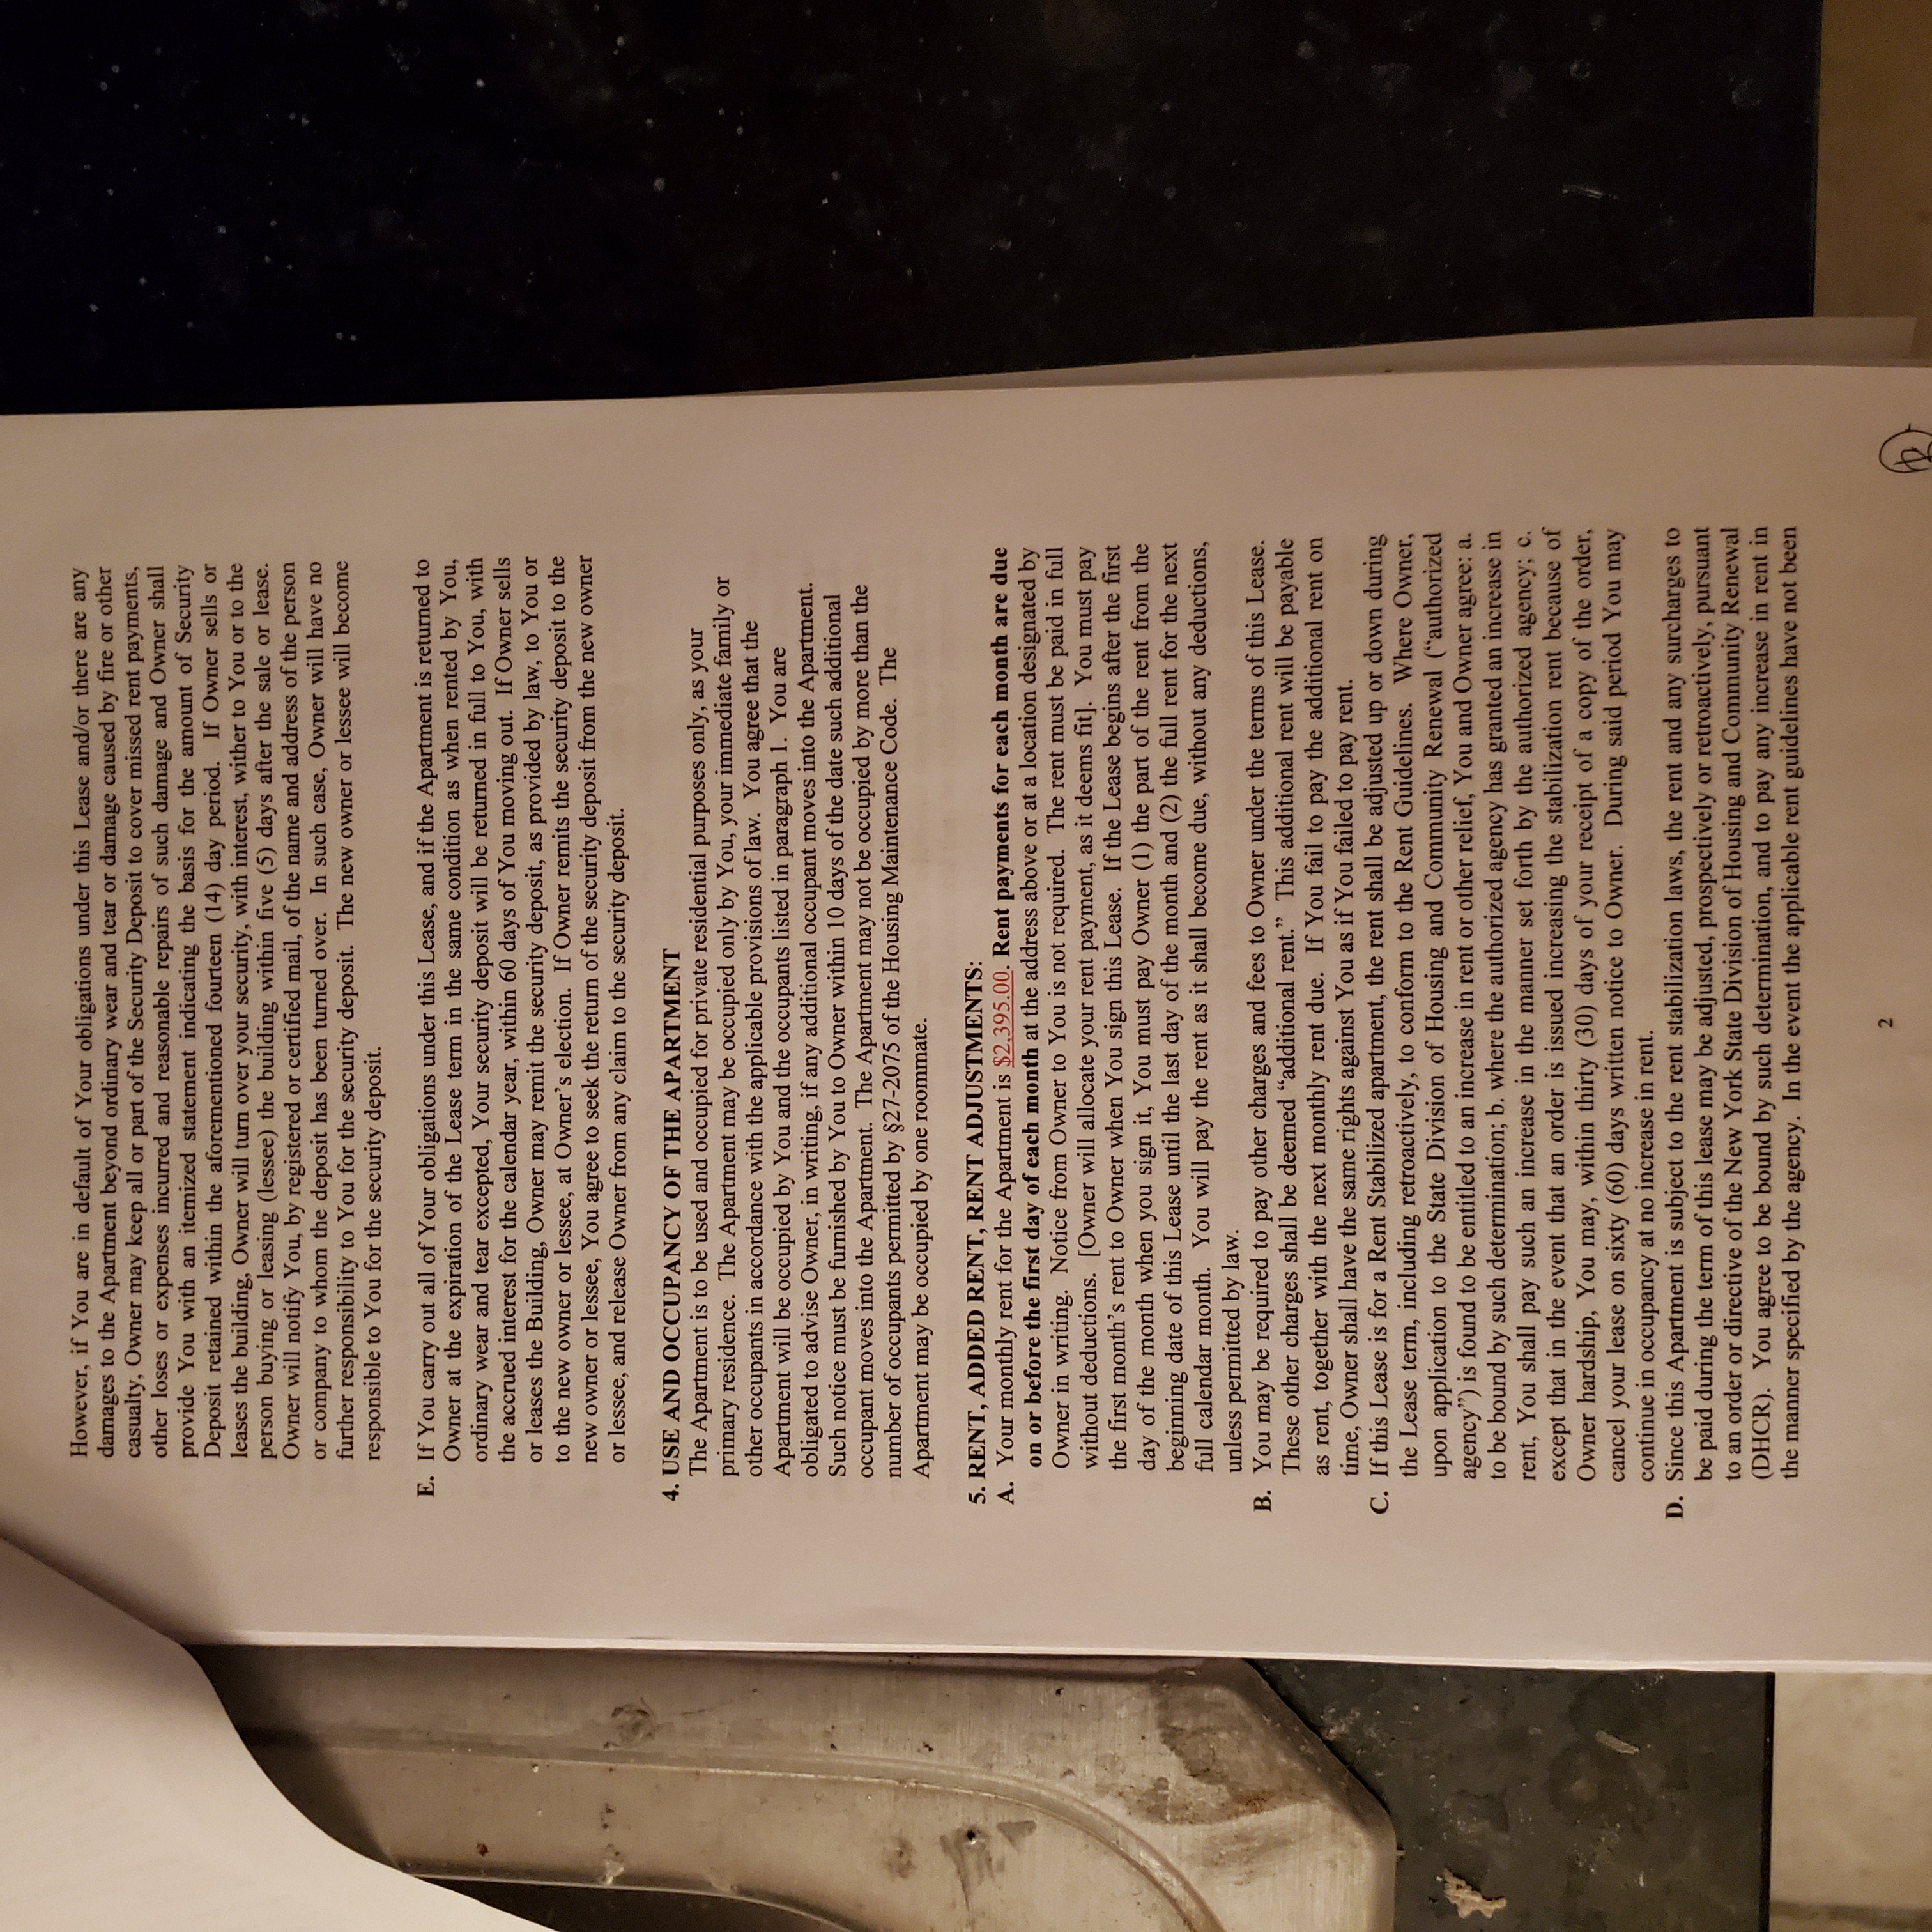 However, if You are in default of Your obligations under this Lease and/or there are any
damages to the Apartment beyond ordinary wear and tear or damage caused by fire or other
casualty, Owner may keep all or part of the Security Deposit to cover missed rent payments,
other loses or expenses incurred and reasonable repairs of such damage and Owner shall
provide You with an itemized statement indicating the basis for the amount of Security
Deposit retained within the aforementioned fourteen (14) day period. If Owner sells or
leases the building, Owner will turn over your security, with interest, wither to You or to the
person buying or leasing (lessee) the building within five (5) days after the sale or lease.
Owner will notify You, by registered or certified mail, of the name and address of the person
or company to whom the deposit has been turned over. In such case, Owner will have no
further responsibility to You for the security deposit. The new owner or lessee will become
responsible to You for the security deposit.
E. If You carry out all of Your obligations under this Lease, and if the Apartment is returned to
Owner at the expiration of the Lease term in the same condition as when rented by You,
ordinary wear and tear excepted, Your security deposit will be returned in full to You, with
the accrued interest for the calendar year, within 60 days of You moving out. If Owner sells
or leases the Building, Owner may remit the security deposit, as provided by law, to You or
to the new owner or lessee, at Owner's election. If Owner remits the security deposit to the
new owner or lessee, You agree to seek the return of the security deposit from the new owner
or lessee, and release Owner from any claim to the security deposit.
4. USE AND OCCUPANCY OF THE APARTMENT
The Apartment is to be used and occupied for private residential purposes only, as your
primary residence. The Apartment may be occupied only by You, your immediate family or
other occupants in accordance with the applicable provisions of law. You agree that the
Apartment will be occupied by You and the occupants listed in paragraph 1. You are
obligated to advise Owner, in writing, if any additional occupant moves into the Apartment.
Such notice must be furnished by You to Owner within 10 days of the date such additional
occupant moves into the Apartment. The Apartment may not be occupied by more than the
number of occupants permitted by §27-2075 of the Housing Maintenance Code. The
Apartment may be occupied by one roommate.
5. RENT, ADDED RENT, RENT ADJUSTMENTS:
A. Your monthly rent for the Apartment is $2,395.00. Rent payments for each month are due
on or before the first day of each month at the address above or at a location designated by
Owner in writing. Notice from Owner to You is not required. The rent must be paid in full
without deductions. [Owner will allocate your rent payment, as it deems fit]. You must pay
the first month's rent to Owner when You sign this Lease. If the Lease begins after the first
day of the month when you sign it, You must pay Owner (1) the part of the rent from the
beginning date of this Lease until the last day of the month and (2) the full rent for the next
full calendar month. You will pay the rent as it shall become due, without any deductions,
unless permitted by law.
B. You may be required to pay other charges and fees to Owner under the terms of this Lease.
These other charges shall be deemed “additional rent.” This additional rent will be payable
as rent, together with the next monthly rent due. If You fail to pay the additional rent on
time, Owner shall have the same rights against You as if You failed to pay rent.
C. If this Lease is for a Rent Stabilized apartment, the rent shall be adjusted up or down during
the Lease term, including retroactively, to conform to the Rent Guidelines. Where Owner,
upon application to the State Division of Housing and Community Renewal (“authorized
agency”) is found to be entitled to an increase in rent or other relief, You and Owner agree: a.
to be bound by such determination; b. where the authorized agency has granted an increase in
rent, You shall pay such an increase in the manner set forth by the authorized agency; c.
except that in the event that an order is issued increasing the stabilization rent because of
Owner hardship, You may, within thirty (30) days of your receipt of a copy of the order,
cancel your lease on sixty (60) days written notice to Owner. During said period You may
continue in occupancy at no increase in rent.
D. Since this Apartment is subject to the rent stabilization laws, the rent and any surcharges to
be paid during the term of this lease may be adjusted, prospectively or retroactively, pursuant
to an order or directive of the New York State Division of Housing and Community Renewal
(DHCR). You agree to be bound by such determination, and to pay any increase in rent in
the manner specified by the agency. In the event the applicable rent guidelines have not been
2